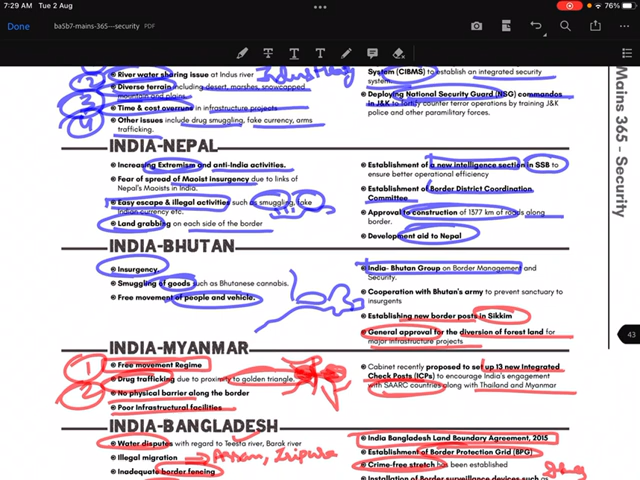 7:29 AM Tue 2 Aug
76%
Done
ba5b7-mains-365---security PDF
River water sharing issue at Indus river
Diverse terrain including desert, marshes, snowcapped
mountain and plains
Time & cost overruns in infrastructure projects
Other issues include drug smuggling, fake currency, arms
trafficking.
System (CIBMS) to establish an integrated security
system.
Deploying National Security Guard (NSG) commandos
in J&K to fortify counter terror operations by training J&K
police and other paramilitary forces.
INDIA-NEPAL
Increasing Extremism and anti-India activities.
Fear of spread of Maoist insurgency due to links of
Nepal's Maoists in India.
Easy escape & illegal activities such as smuggling, fake
Indian currency etc.
Land grabbing on each side of the border
Establishment of a new intelligence section in SSB to
ensure better operational efficiency
Establishment of Border District Coordination
Committee
Approval to construction of 1377 km of roads along
border.
Development aid to Nepal
INDIA-BHUTAN
Insurgency.
Smuggling of goods such as Bhutanese cannabis.
Free movement of people and vehicle.
India- Bhutan Group on Border Management and
Security.
Cooperation with Bhutan's army to prevent sanctuary to
insurgents
Establishing new border posts in Sikkim
General approval for the diversion of forest land for
major infrastructure projects
INDIA-MYANMAR
1 Free movement Regime
Drug trafficking due to proximity to golden triangle.
2 No physical barrier along the border
Poor Infrastructural facilities
Cabinet recently proposed to set up 13 new Integrated
Check Posts (ICPs) to encourage India's engagement
with SAARC countries along with Thailand and Myanmar
INDIA-BANGLADESH
Water disputes with regard to Teesta river, Barak river
Illegal migration → Assam, Tripura
Inadequate border fencing
India Bangladesh Land Boundary Agreement, 2015
Establishment of Border Protection Grid (BPG)
Crime-free stretch has been established
Installation of Border surveillance devices such as
Mains 365 - Security
43